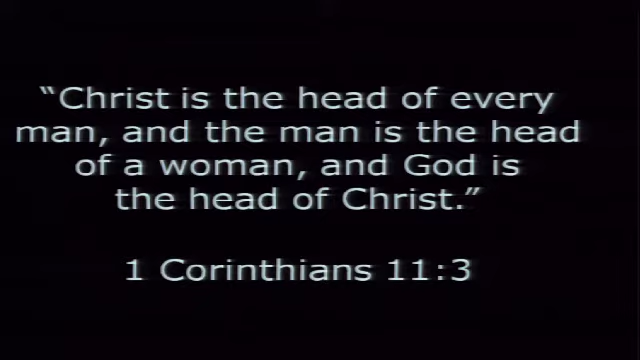 “Christ is the head of every
man, and the man is the head
of a woman, and God is
the head of Christ.”
1 Corinthians 11:3